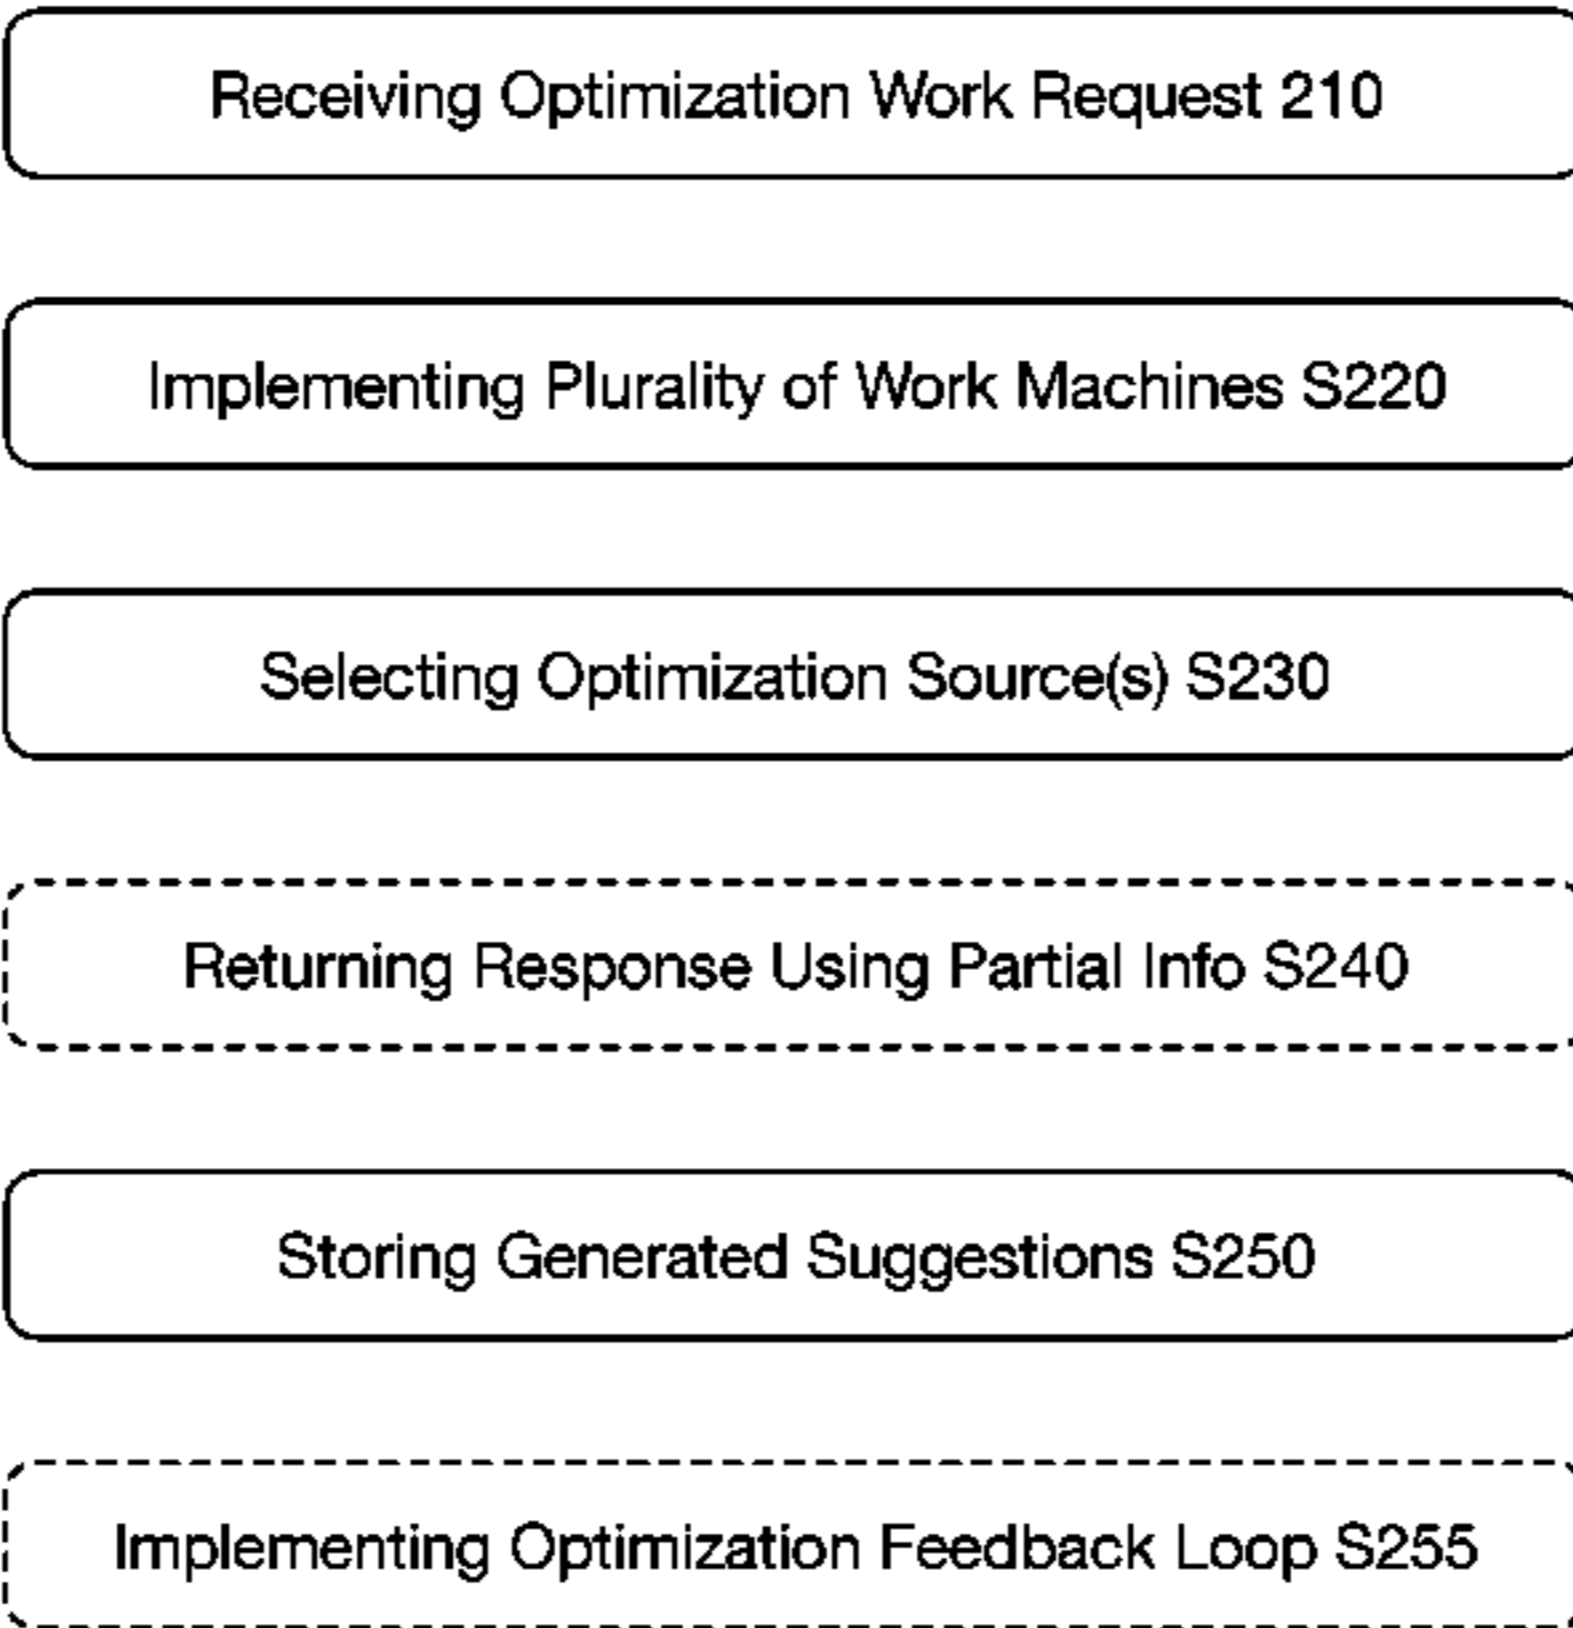 Receiving Optimization Work Request 210
Implementing Plurality of Work Machines S220
Selecting Optimization Source(s) S230
Returning Response Using Partial Info S240
Storing Generated Suggestions S250
Implementing Optimization Feedback Loop S255